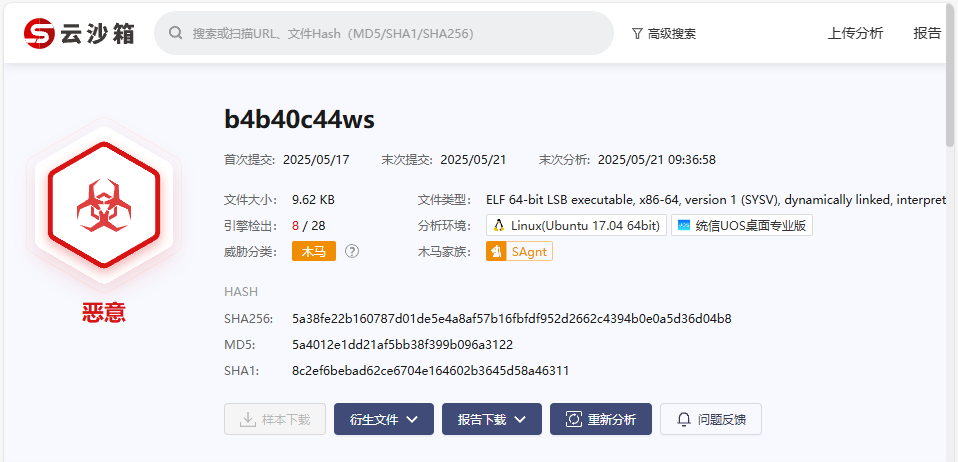 云沙箱 搜索或扫描URL、文件Hash（MD5/SHA1/SHA256） 高级搜索 上传分析 报告
b4b40c44ws
首次提交: 2025/05/17 末次提交: 2025/05/21 末次分析: 2025/05/21 09:36:58
文件大小: 9.62 KB 文件类型: ELF 64-bit LSB executable, x86-64, version 1 (SYSV), dynamically linked, interpret
引擎检出: 8 / 28 分析环境: Linux(Ubuntu 17.04 64bit) 统信UOS桌面专业版
威胁分类: 木马 ? 木马家族: SAgnt
恶意
HASH
SHA256: 5a38fe22b160787d01de5e4a8af57b16fbfdf952d2662c4394b0e0a5d36d04b8
MD5: 5a4012e1dd21af5bb38f399b096a3122
SHA1: 8c2ef6bebad62ce6704e164602b3645d58a46311
样本下载 衍生文件 报告下载 重新分析 问题反馈